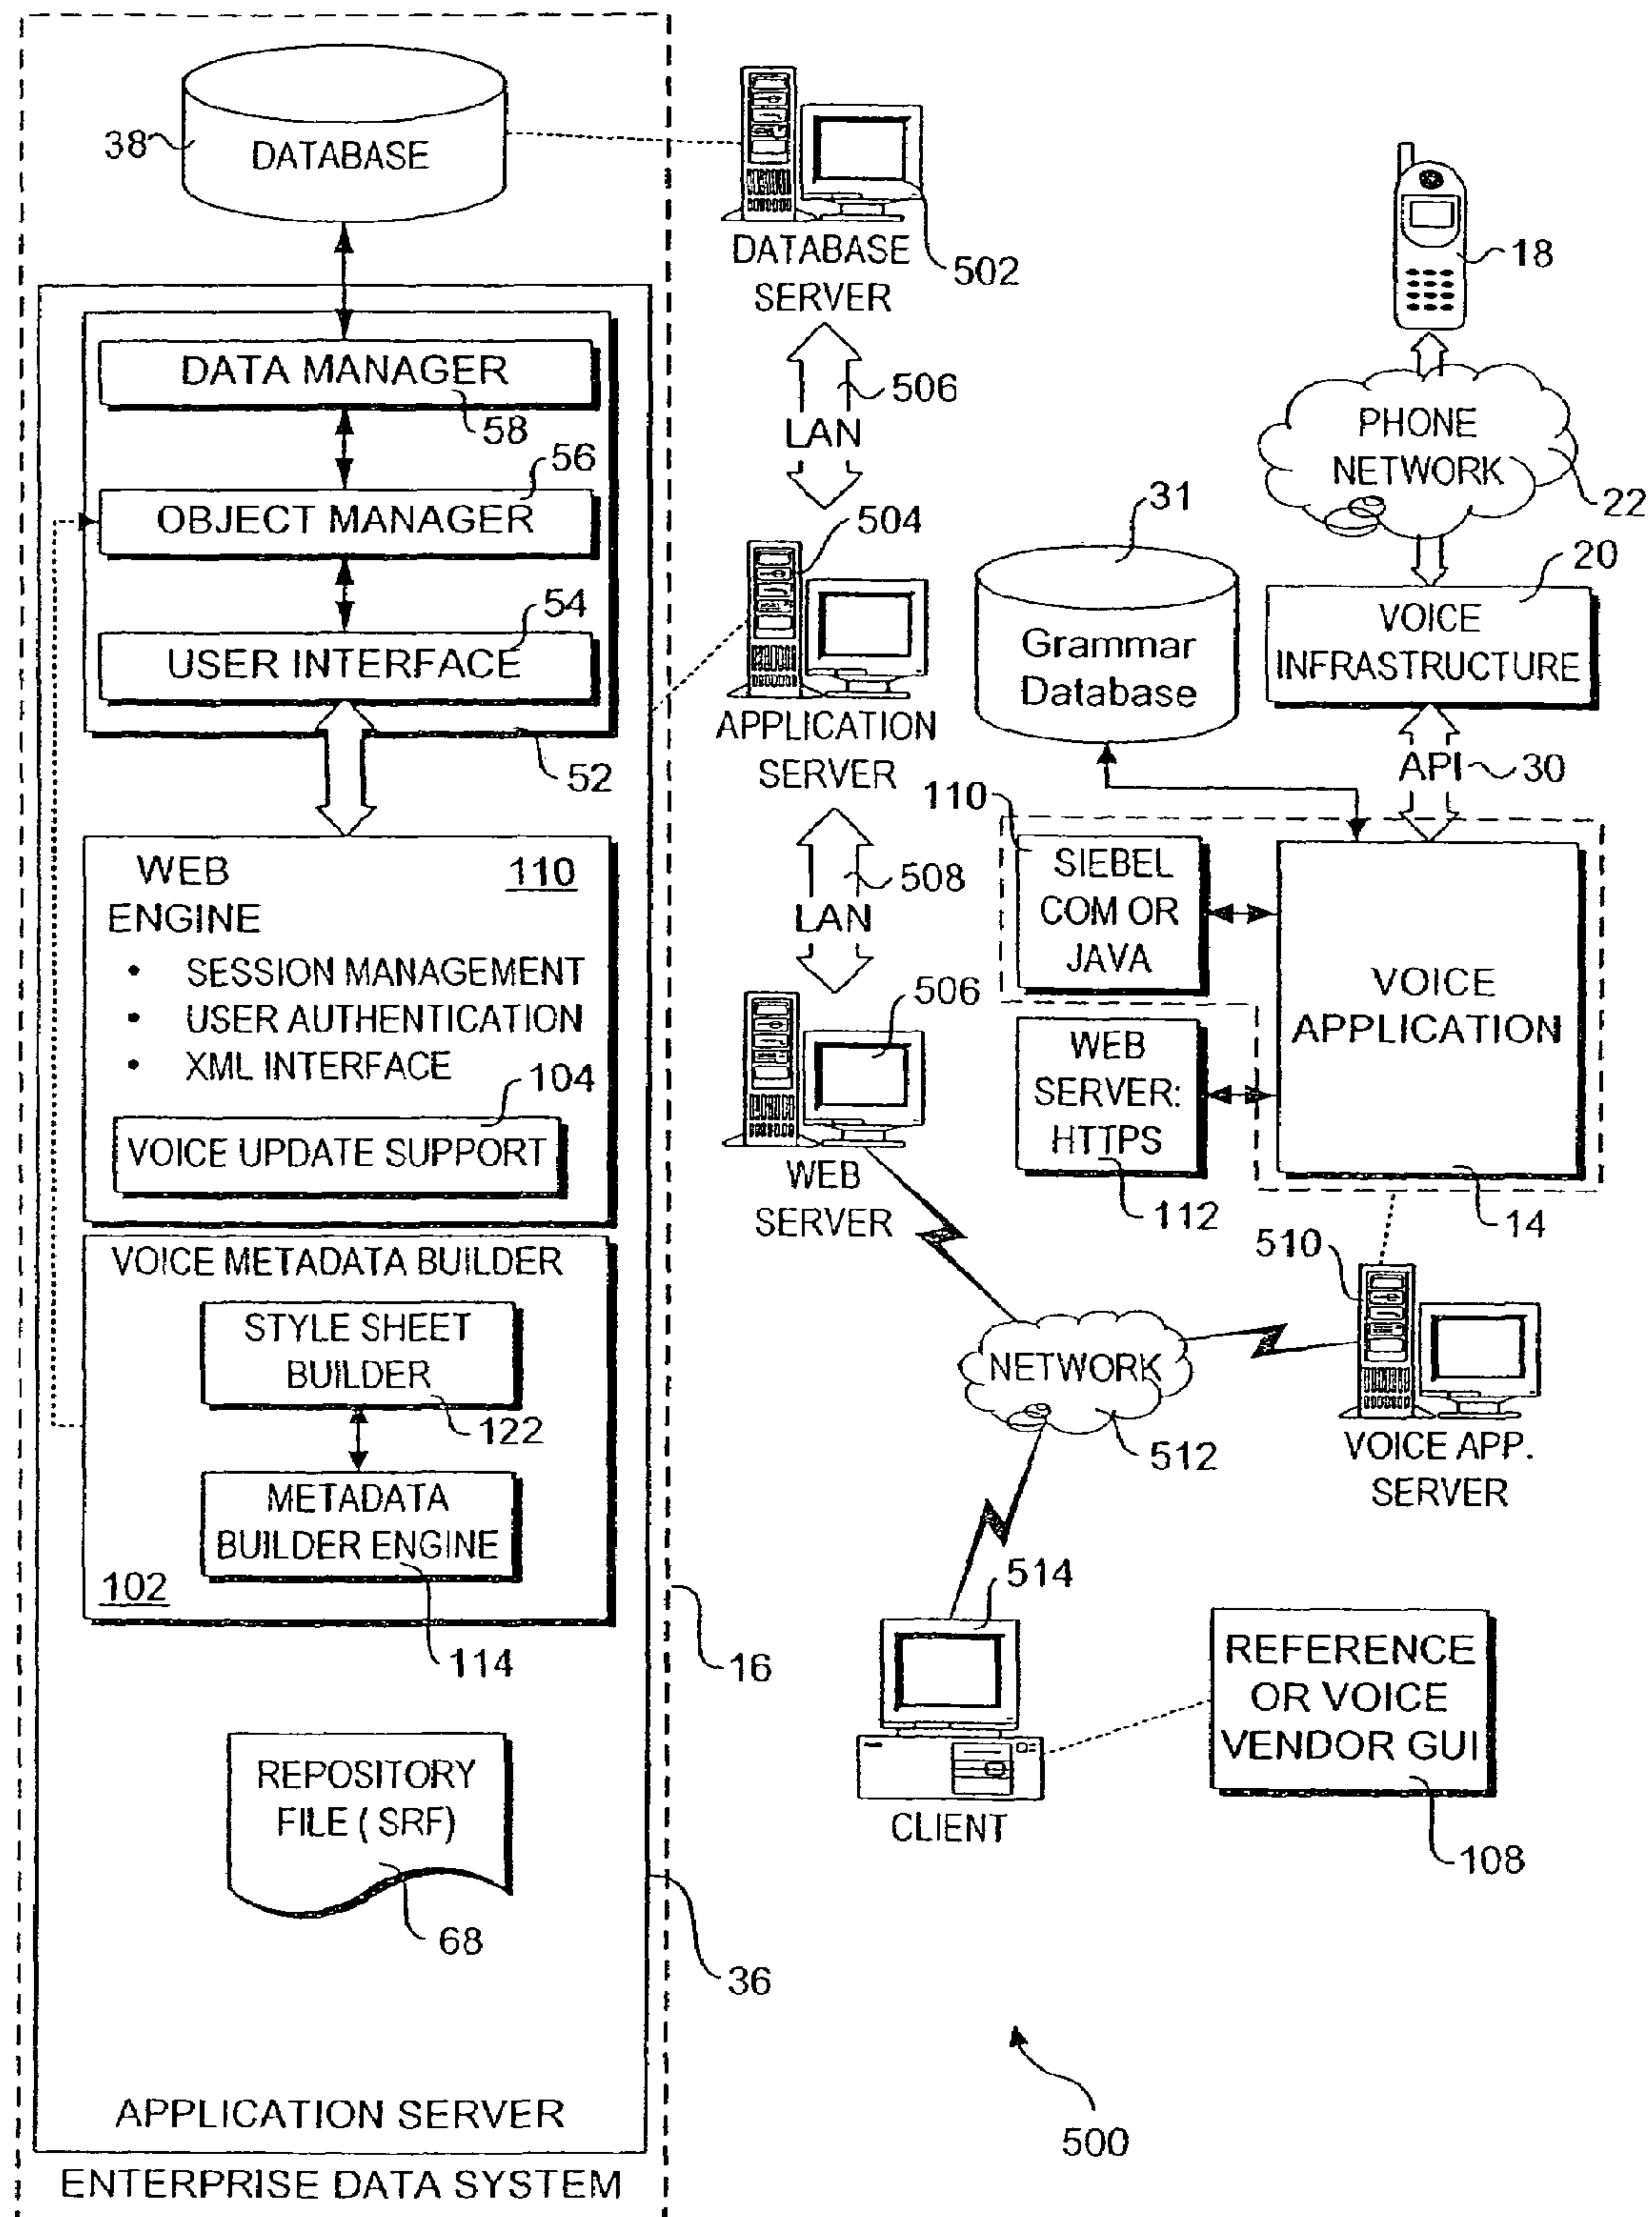 DATABASE
38
DATA MANAGER
58
56
OBJECT MANAGER
54
USER INTERFACE
52
WEB
ENGINE
110
• SESSION MANAGEMENT
• USER AUTHENTICATION
• XML INTERFACE
104
VOICE UPDATE SUPPORT
VOICE METADATA BUILDER
STYLE SHEET
BUILDER
122
METADATA
BUILDER ENGINE
102
114
16
REPOSITORY
FILE ( SRF)
68
36
APPLICATION SERVER
ENTERPRISE DATA SYSTEM
DATABASE
SERVER
502
506
LAN
504
APPLICATION
SERVER
508
LAN
506
WEB
SERVER
18
PHONE
NETWORK
22
31
Grammar
Database
20
VOICE
INFRASTRUCTURE
API
30
110
SIEBEL
COM OR
JAVA
VOICE
APPLICATION
WEB
SERVER:
HTTPS
112
14
510
NETWORK
512
VOICE APP.
SERVER
514
CLIENT
REFERENCE
OR VOICE
VENDOR GUI
108
500